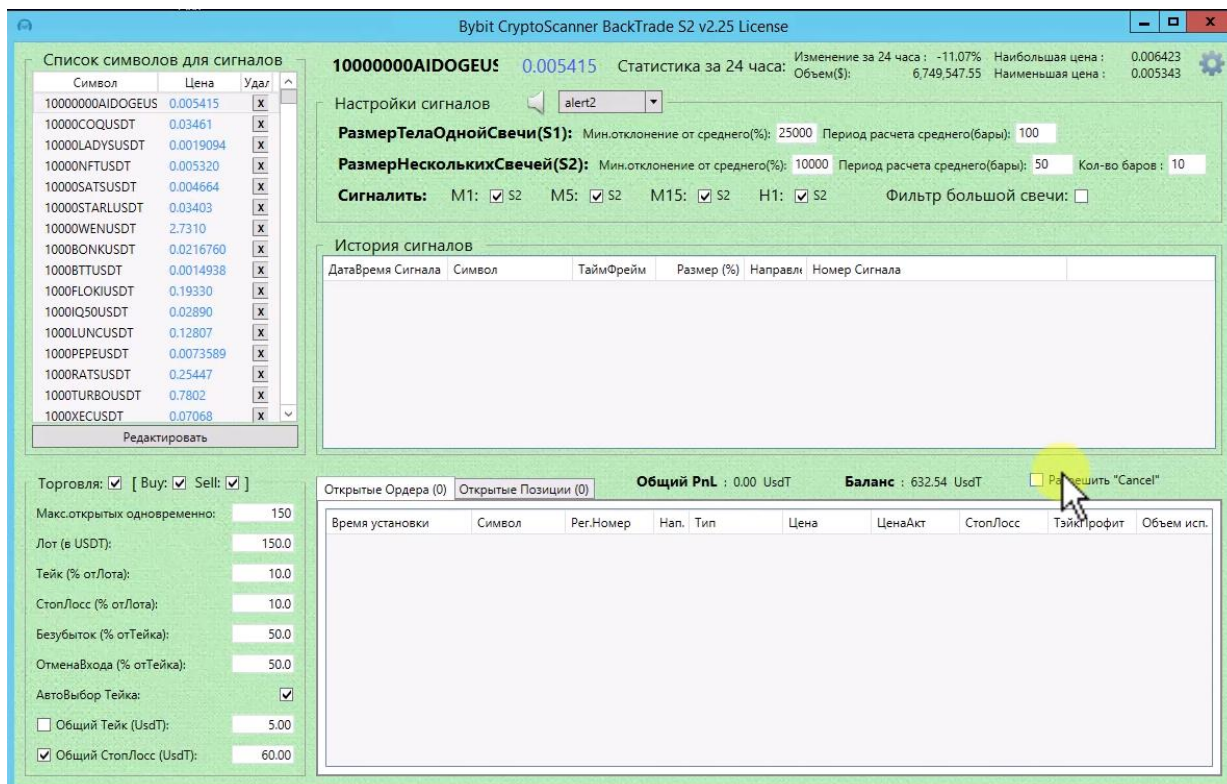 Bybit CryptoScanner BackTrade S2 v2.25 License
Список символов для сигналов
Символ Цена Удал
10000000AIDOGEUS 0.005415 X
10000COQUSDT 0.03461 X
10000LADYSUSDT 0.0019094 X
10000NFTUSDT 0.005320 X
10000SATSUSDT 0.004664 X
10000STARLUSDT 0.03403 X
10000WENUSDT 2.7310 X
1000BONKUSDT 0.0216760 X
1000BTTUSDT 0.0014938 X
1000FLOKIUSDT 0.19330 X
1000IQ50USDT 0.02890 X
1000LUNCUSDT 0.12807 X
1000PEPEUSDT 0.0073589 X
1000RATSUSDT 0.25447 X
1000TURBOUSDT 0.7802 X
1000XECUSDT 0.07068 X
Редактировать
10000000AIDOGEUS 0.005415 Статистика за 24 часа:
Изменение за 24 часа : -11.07% Наибольшая цена : 0.006423
Объем($): 6,749,547.55 Наименьшая цена : 0.005343
Настройки сигналов alert2
РазмерТелаОднойСвечи(S1): Мин.отклонение от среднего(%): 25000 Период расчета среднего(бары): 100
РазмерНесколькихСвечей(S2): Мин.отклонение от среднего(%): 10000 Период расчета среднего(бары): 50 Кол-во баров : 10
Сигналить: M1: S2 M5: S2 M15: S2 H1: S2 Фильтр большой свечи:
История сигналов
ДатаВремя Сигнала Символ ТаймФрейм Размер (%) Направле Номер Сигнала
Торговля: [ Buy: Sell: ]
Макс.открытых одновременно: 150
Лот (в USDT): 150.0
Тейк (% отЛота): 10.0
СтопЛосс (% отЛота): 10.0
Безубыток (% отТейка): 50.0
ОтменаВхода (% отТейка): 50.0
АвтоВыбор Тейка:
Общий Тейк (UsdT): 5.00
Общий СтопЛосс (UsdT): 60.00
Открытые Ордера (0) Открытые Позиции (0) Общий PnL : 0.00 UsdT Баланс : 632.54 UsdT "Cancel"
Время установки Символ Рег.Номер Нап. Тип Цена ЦенаАкт СтопЛосс ТэйкПрофит Объем исп.